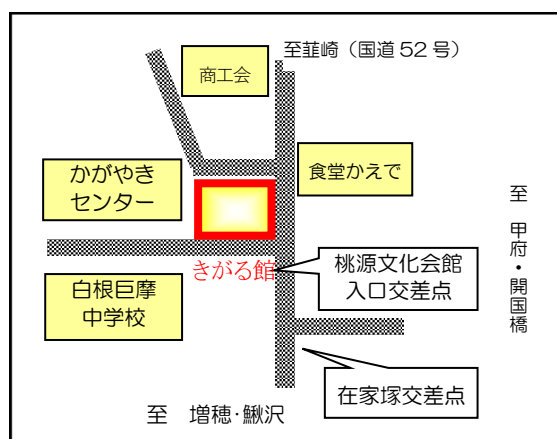 至韮崎（国道52号）
商工会
食堂かえで
かがやき
センター
至 甲府・開国橋
きがる館
桃源文化会館
入口交差点
白根巨摩
中学校
在家塚交差点
至 増穂・鰍沢